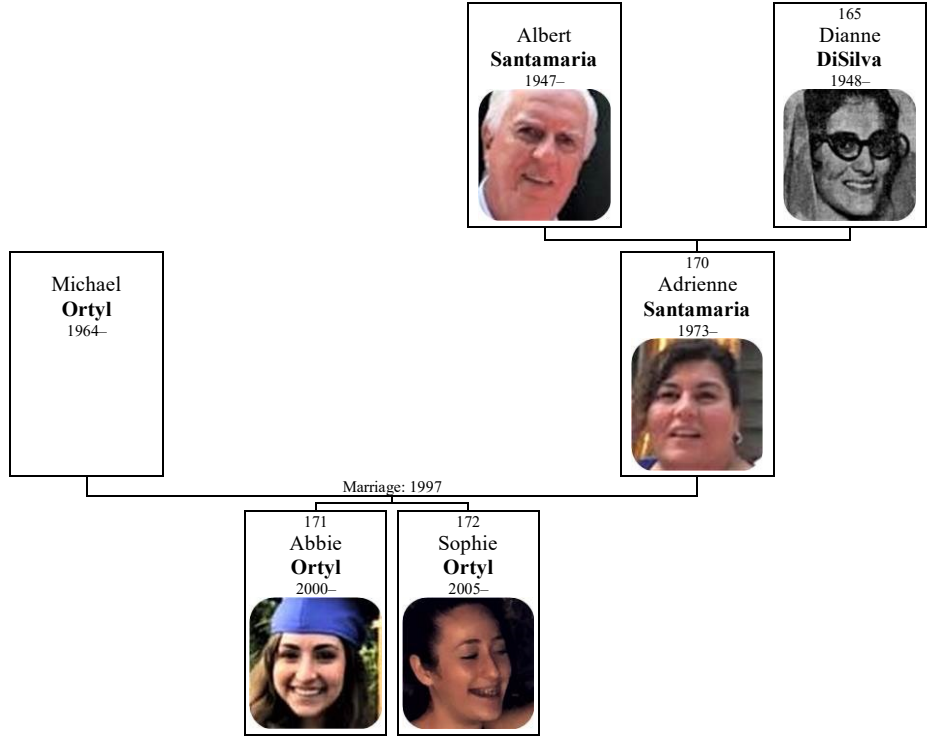 Albert
Santamaria
1947–
165
Dianne
DiSilva
1948–
Michael
Ortyl
1964–
170
Adrienne
Santamaria
1973–
Marriage: 1997
171
Abbie
Ortyl
2000–
172
Sophie
Ortyl
2005–